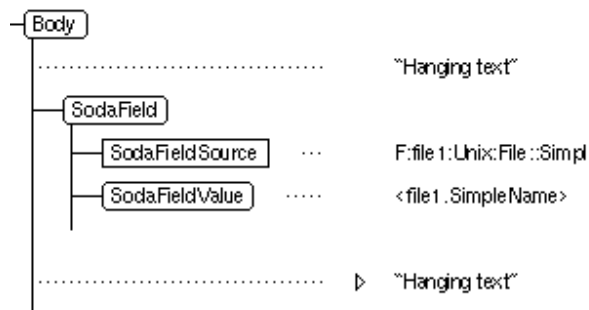 Body
"Hanging text"
SodaField
SodaFieldSource ... F:file1:Unix:File::Simpl
SodaFieldValue ..... <file1.SimpleName>
"Hanging text"